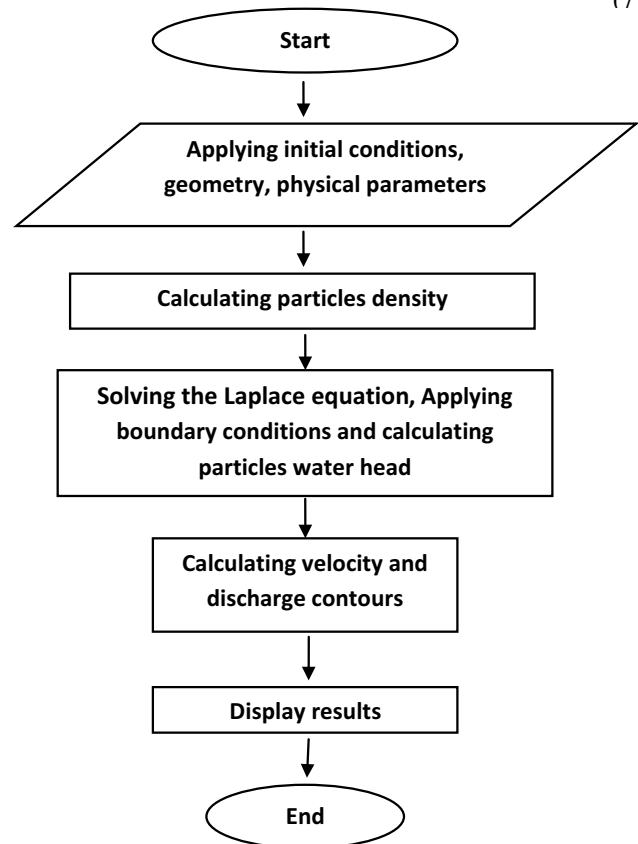 Start
Applying initial conditions,
geometry, physical parameters
Calculating particles density
Solving the Laplace equation, Applying
boundary conditions and calculating
particles water head
Calculating velocity and
discharge contours
Display results
End